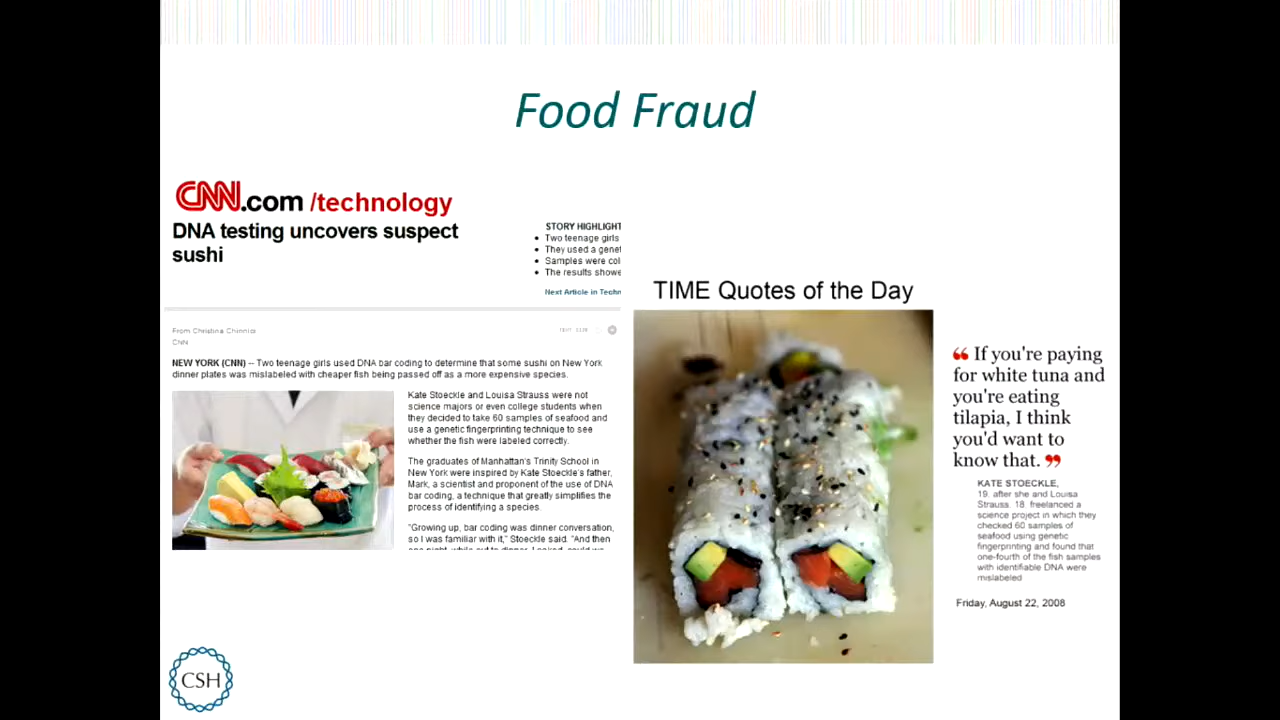 Food Fraud
CNN.com /technology
DNA testing uncovers suspect
sushi
STORY HIGHLIGHT
Two teenage girls
They used a genet
Samples were col
The results showe
Next Article in Techn
From Christina Chinnici
CNN
TEXT SIZE
NEW YORK (CNN) -- Two teenage girls used DNA bar coding to determine that some sushi on New York
dinner plates was mislabeled with cheaper fish being passed off as a more expensive species.
Kate Stoeckle and Louisa Strauss were not
science majors or even college students when
they decided to take 60 samples of seafood and
use a genetic fingerprinting technique to see
whether the fish were labeled correctly.
The graduates of Manhattan's Trinity School in
New York were inspired by Kate Stoeckle's father,
Mark, a scientist and proponent of the use of DNA
bar coding, a technique that greatly simplifies the
process of identifying a species.
"Growing up, bar coding was dinner conversation,
so I was familiar with it," Stoeckle said. "And then
TIME Quotes of the Day
“ If you're paying
for white tuna and
you're eating
tilapia, I think
you'd want to
know that. ”
KATE STOECKLE,
19, after she and Louisa
Strauss, 18 freelanced a
science project in which they
checked 60 samples of
seafood using genetic
fingerprinting and found that
one-fourth of the fish samples
with identifiable DNA were
mislabeled
Friday, August 22, 2008
CSH